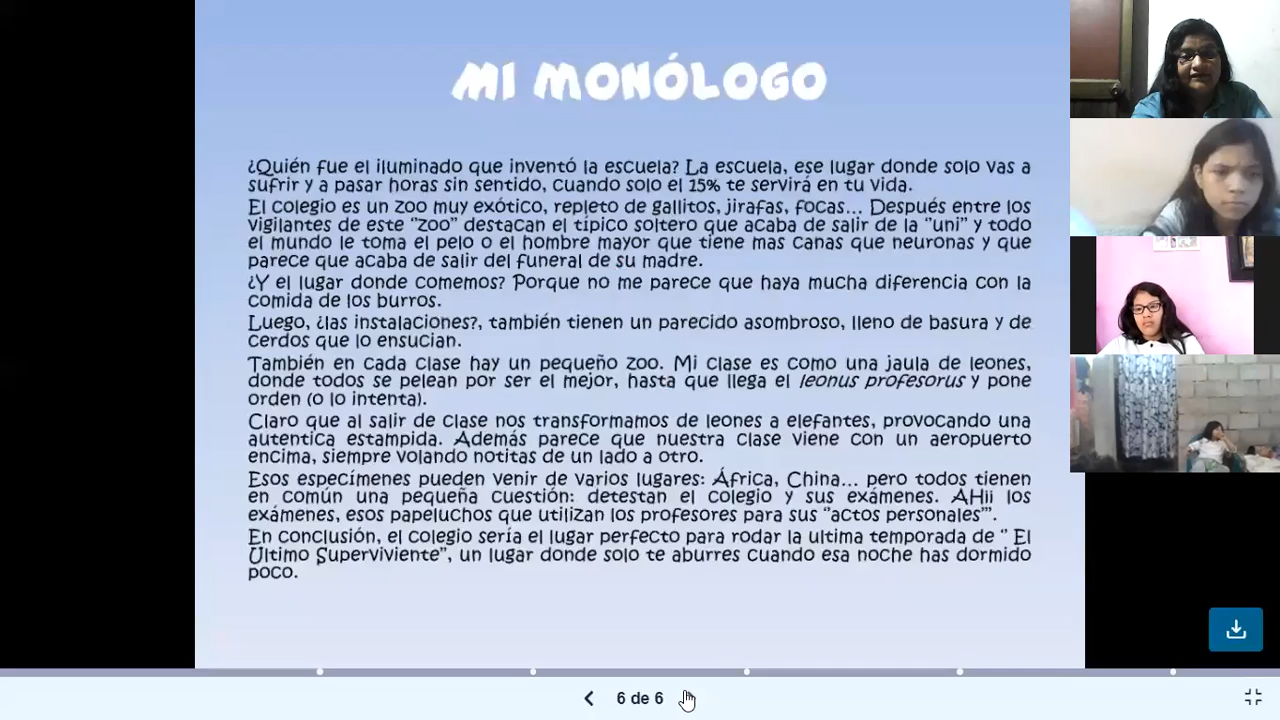 MI MONÓLOGO
¿Quién fue el iluminado que inventó la escuela? La escuela, ese lugar donde solo vas a
sufrir y a pasar horas sin sentido, cuando solo el 15% te servirá en tu vida.
El colegio es un zoo muy exótico, repleto de gallitos, jirafas, focas... Después entre los
vigilantes de este "zoo" destacan el típico soltero que acaba de salir de la "uni" y todo
el mundo le toma el pelo o el hombre mayor que tiene mas canas que neuronas y que
parece que acaba de salir del funeral de su madre.
¿Y el lugar donde comemos? Porque no me parece que haya mucha diferencia con la
comida de los burros.
Luego, ¿las instalaciones?, también tienen un parecido asombroso, lleno de basura y de
cerdos que lo ensucian.
También en cada clase hay un pequeño zoo. Mi clase es como una jaula de leones,
donde todos se pelean por ser el mejor, hasta que llega el leonus profesorus y pone
orden (o lo intenta).
Claro que al salir de clase nos transformamos de leones a elefantes, provocando una
autentica estampida. Además parece que nuestra clase viene con un aeropuerto
encima, siempre volando notitas de un lado a otro.
Esos especímenes pueden venir de varios lugares: África, China... pero todos tienen
en común una pequeña cuestión: detestan el colegio y sus exámenes. AHii los
exámenes, esos papeluchos que utilizan los profesores para sus "actos personales"'.
En conclusión, el colegio sería el lugar perfecto para rodar la ultima temporada de " El
Último Superviviente", un lugar donde solo te aburres cuando esa noche has dormido
poco.
6 de 6